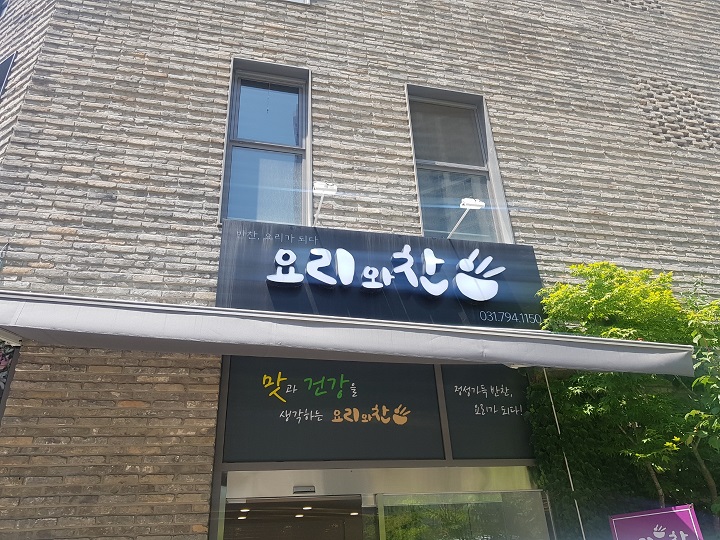 반찬, 요리가 되다
요리와찬
031.794.1150
맛과 건강을
생각하는 요리와찬
정성가득 반찬,
요리가 되다!